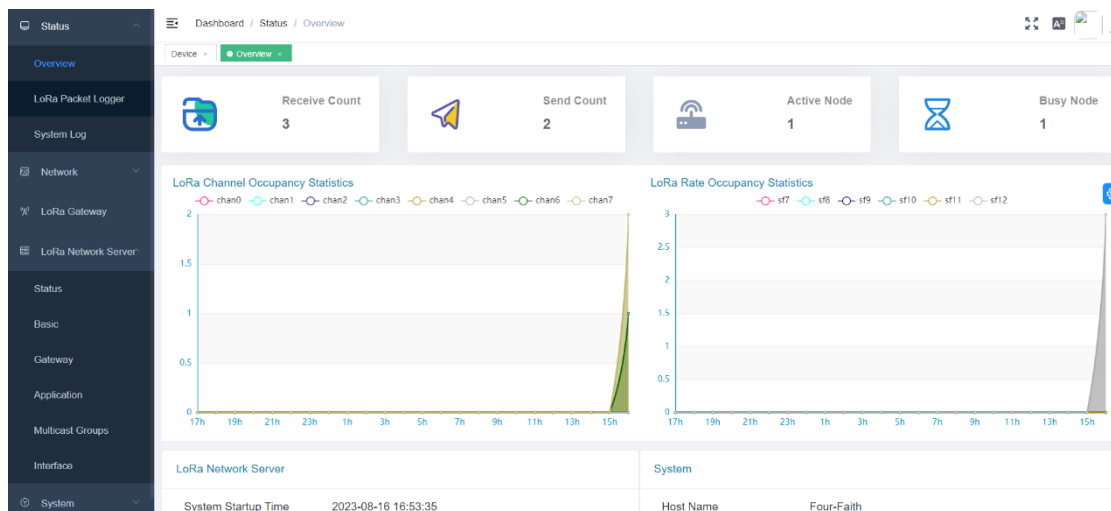 Status
Overview
LoRa Packet Logger
System Log
Network
LoRa Gateway
LoRa Network Server
Status
Basic
Gateway
Application
Multicast Groups
Interface
System
Dashboard / Status / Overview
Device × Overview ×
Receive Count
3
Send Count
2
Active Node
1
Busy Node
1
LoRa Channel Occupancy Statistics
chan0 chan1 chan2 chan3 chan4 chan5 chan6 chan7
2
1.5
1
0.5
0
17h 19h 21h 23h 1h 3h 5h 7h 9h 11h 13h 15h
LoRa Rate Occupancy Statistics
sf7 sf8 sf9 sf10 sf11 sf12
3
2.5
2
1.5
1
0.5
0
17h 19h 21h 23h 1h 3h 5h 7h 9h 11h 13h 15h
LoRa Network Server
System Startup Time 2023-08-16 16:53:35
System
Host Name Four-Faith